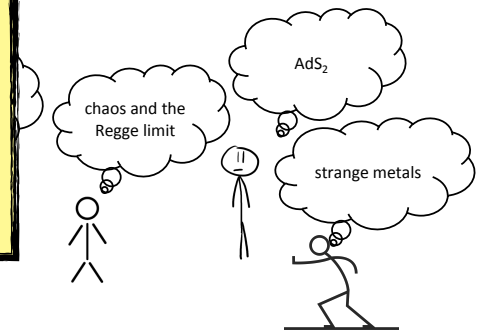 AdS₂
chaos and the
Regge limit
strange metals